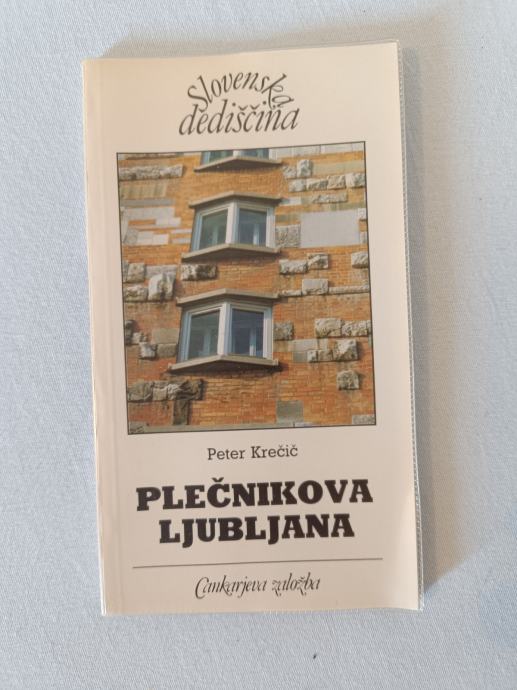 Slovenska
dediščina
Peter Krečič
PLEČNIKOVA
LJUBLJANA
Cankarjeva založba